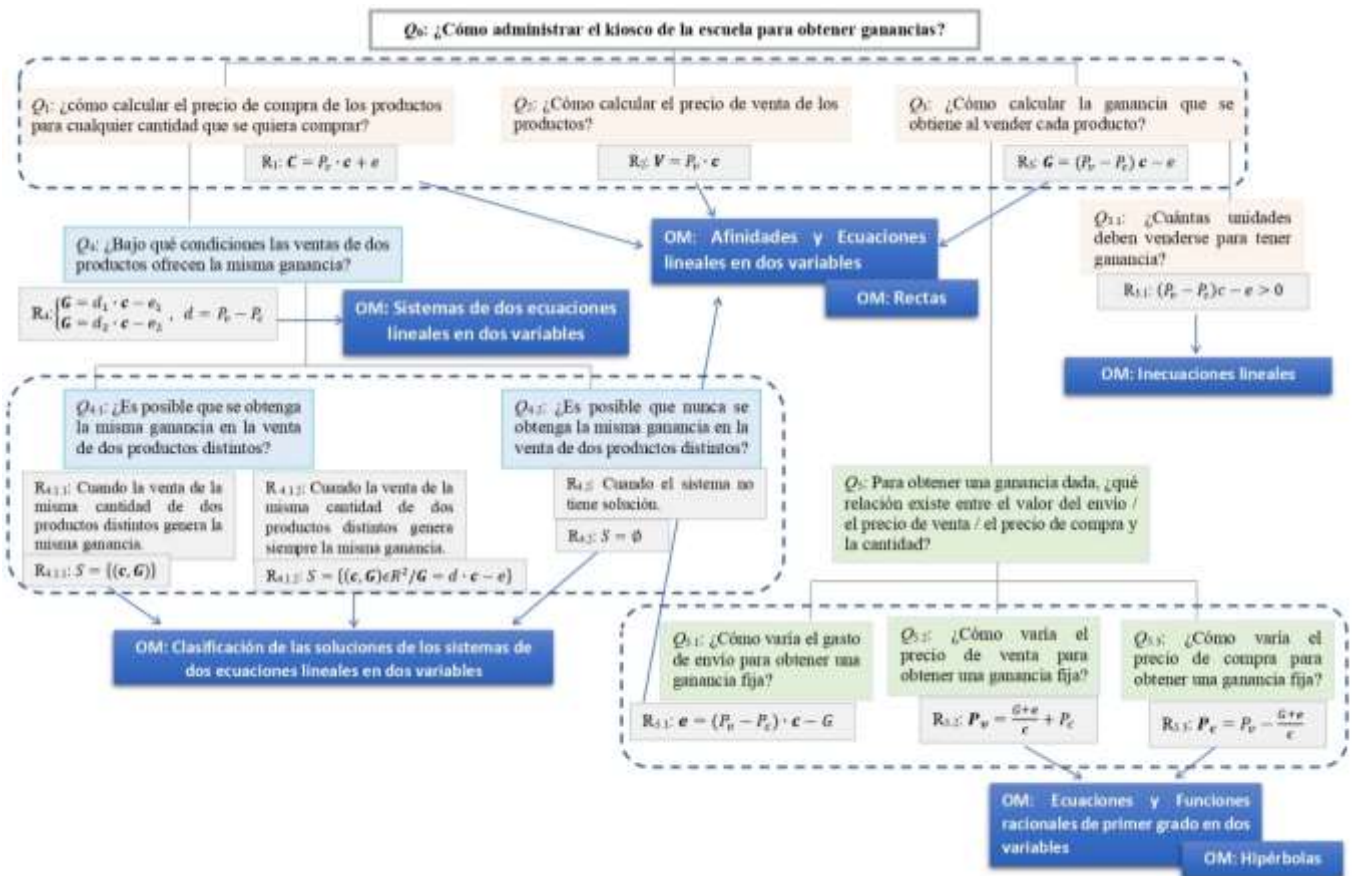 Q₀: ¿Cómo administrar el kiosco de la escuela para obtener ganancias?
Q₁: ¿cómo calcular el precio de compra de los productos
para cualquier cantidad que se quiera comprar?
R₁: C = Pᵥ · c + e
Q₂: ¿Cómo calcular el precio de venta de los
productos?
R₂: V = Pᵥ · c
Q₃: ¿Cómo calcular la ganancia que se
obtiene al vender cada producto?
R₃: G = (Pᵥ − P_c) c − e
Q₃.₁: ¿Cuántas unidades
deben venderse para tener
ganancia?
R₃.₁: (Pᵥ − P_c)c − e > 0
OM: Inecuaciones lineales
OM: Afinidades y Ecuaciones
lineales en dos variables
OM: Rectas
Q₄: ¿Bajo qué condiciones las ventas de dos
productos ofrecen la misma ganancia?
R₄: {G = d₁ · c − e₁
{G = d₂ · c − e₂ , d = Pᵥ − P_c
OM: Sistemas de dos ecuaciones
lineales en dos variables
Q₄.₁: ¿Es posible que se obtenga
la misma ganancia en la venta
de dos productos distintos?
R₄.₁.₁: Cuando la venta de la
misma cantidad de dos
productos distintos genera la
misma ganancia.
R₄.₁.₁: S = {(c, G)}
R.₄.₁.₂: Cuando la venta de la
misma cantidad de dos
productos distintos genera
siempre la misma ganancia.
R₄.₁.₂: S = {(c, G)ϵR²/G = d · c − e}
Q₄.₂: ¿Es posible que nunca se
obtenga la misma ganancia en la
venta de dos productos distintos?
R₄.₂: Cuando el sistema no
tiene solución.
R₄.₂: S = ∅
OM: Clasificación de las soluciones de los sistemas de
dos ecuaciones lineales en dos variables
Q₅: Para obtener una ganancia dada, ¿qué
relación existe entre el valor del envío /
el precio de venta / el precio de compra y
la cantidad?
Q₅.₁: ¿Cómo varía el gasto
de envío para obtener una
ganancia fija?
R₅.₁: e = (Pᵥ − P_c) · c − G
Q₅.₂: ¿Cómo varía el
precio de venta para
obtener una ganancia fija?
R₅.₂: Pᵥ = (G+e)/c + P_c
Q₅.₃: ¿Cómo varía el
precio de compra para
obtener una ganancia fija?
R₅.₃: P_c = Pᵥ − (G+e)/c
OM: Ecuaciones y Funciones
racionales de primer grado en dos
variables
OM: Hipérbolas